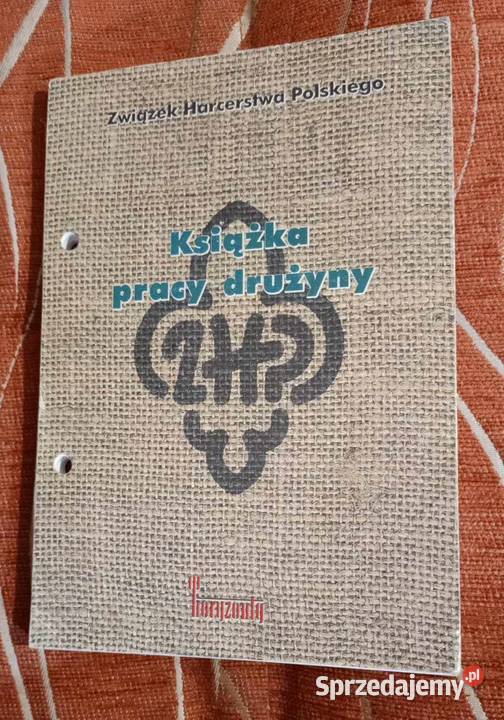 Związek Harcerstwa Polskiego
Książka
pracy drużyny
ZHP
Horyzonty
Sprzedajemy.pl